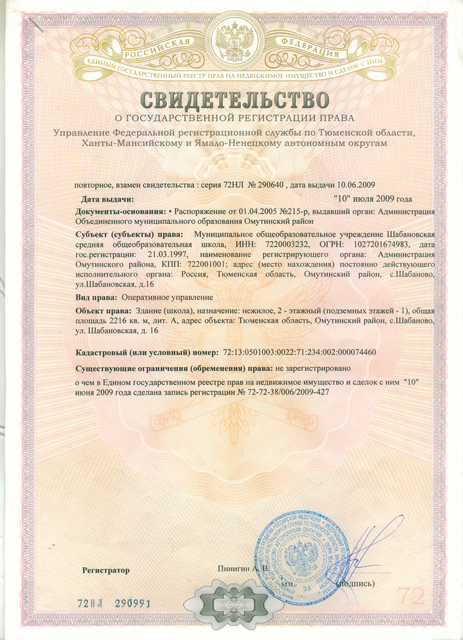 РОССИЙСКАЯ ФЕДЕРАЦИЯ
ЕДИНЫЙ ГОСУДАРСТВЕННЫЙ РЕЕСТР ПРАВ НА НЕДВИЖИМОЕ ИМУЩЕСТВО И СДЕЛОК С НИМ
СВИДЕТЕЛЬСТВО
О ГОСУДАРСТВЕННОЙ РЕГИСТРАЦИИ ПРАВА
Управление Федеральной регистрационной службы по Тюменской области,
Ханты-Мансийскому и Ямало-Ненецкому автономным округам
повторное, взамен свидетельства : серия 72НЛ № 290640 , дата выдачи 10.06.2009
Дата выдачи: "10" июля 2009 года
Документы-основания: • Распоряжение от 01.04.2005 №215-р, выдавший орган: Администрация
Объединенного муниципального образования Омутинский район
Субъект (субъекты) права: Муниципальное общеобразовательное учреждение Шабановская
средняя общеобразовательная школа, ИНН: 7220003232, ОГРН: 1027201674983, дата
гос.регистрации: 21.03.1997, наименование регистрирующего органа: Администрация
Омутинского района, КПП: 722001001; адрес (место нахождения) постоянно действующего
исполнительного органа: Россия, Тюменская область, Омутинский район, с.Шабаново,
ул.Шабановская, д.16
Вид права: Оперативное управление
Объект права: Здание (школа), назначение: нежилое, 2 - этажный (подземных этажей - 1), общая
площадь 2216 кв. м, лит. А, адрес объекта: Тюменская область, Омутинский район, с.Шабаново,
ул. Шабановская, д. 16
Кадастровый (или условный) номер: 72:13:0501003:0022:71:234:002:000074460
Существующие ограничения (обременения) права: не зарегистрировано
о чем в Едином государственном реестре прав на недвижимое имущество и сделок с ним "10"
июня 2009 года сделана запись регистрации № 72-72-38/006/2009-427
Регистратор Пинигин А. В.
м.п. (подпись)
72
72НЛ 290991